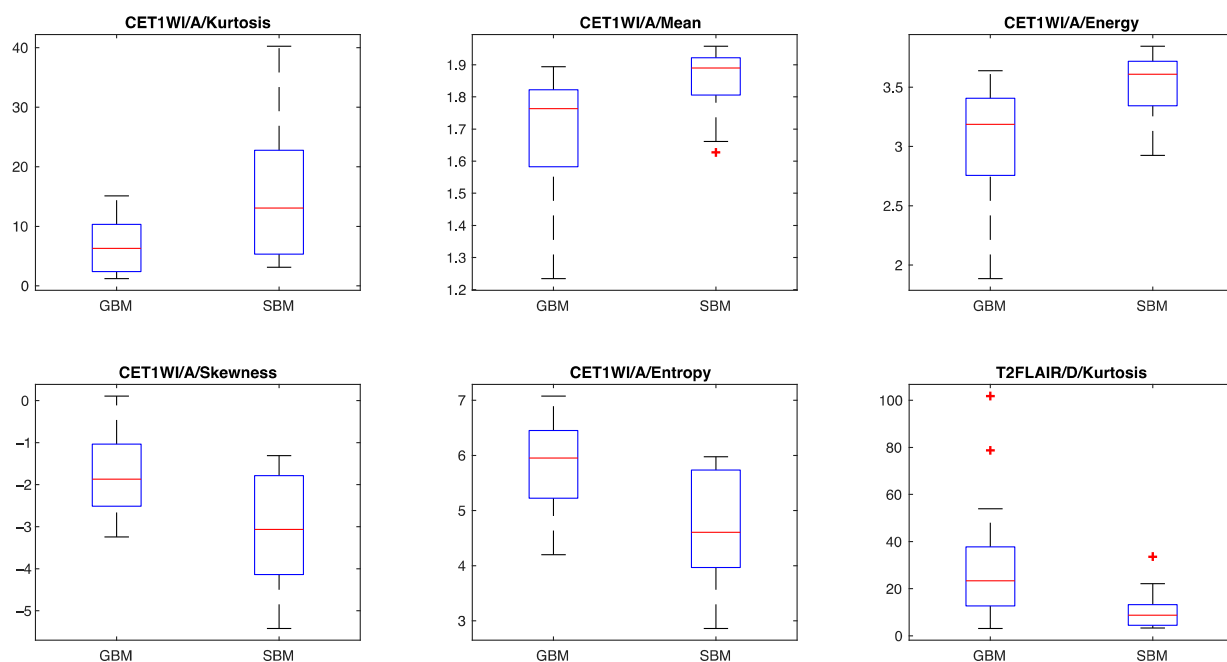 CET1WI/A/Kurtosis
40
30
20
10
0
GBM
SBM
CET1WI/A/Mean
1.9
1.8
1.7
1.6
1.5
1.4
1.3
1.2
GBM
SBM
CET1WI/A/Energy
3.5
3
2.5
2
GBM
SBM
CET1WI/A/Skewness
0
−1
−2
−3
−4
−5
GBM
SBM
CET1WI/A/Entropy
7
6
5
4
3
GBM
SBM
T2FLAIR/D/Kurtosis
100
80
60
40
20
0
GBM
SBM